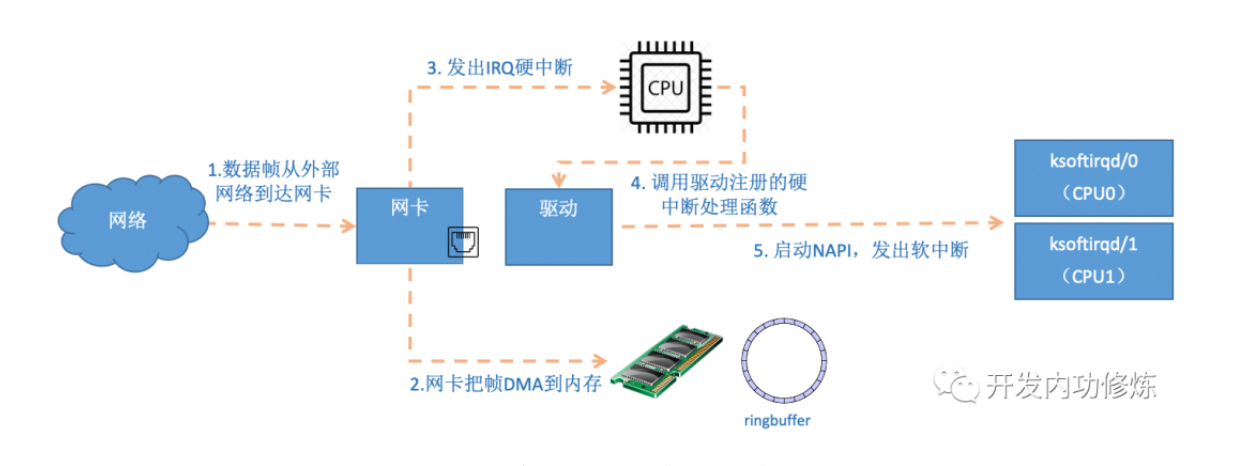 3. 发出IRQ硬中断
CPU
1.数据帧从外部
网络到达网卡
网络
网卡
驱动
4. 调用驱动注册的硬
中断处理函数
5. 启动NAPI，发出软中断
ksoftirqd/0
（CPU0）
ksoftirqd/1
（CPU1）
2.网卡把帧DMA到内存
ringbuffer
开发内功修炼